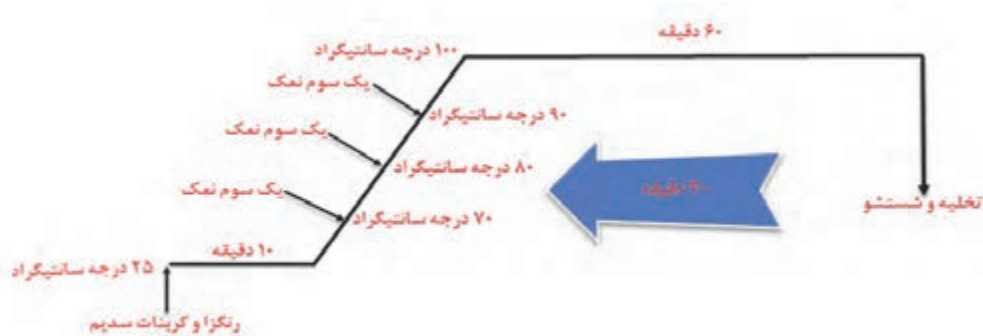 ۶۰ دقیقه
۱۰۰ درجه سانتیگراد
یک سوم نمک
۹۰ درجه سانتیگراد
یک سوم نمک
۸۰ درجه سانتیگراد
یک سوم نمک
۷۰ درجه سانتیگراد
دقیقه
تخلیه و شستشو
۱۰ دقیقه
۲۵ درجه سانتیگراد
رنگزا و کربنات سدیم